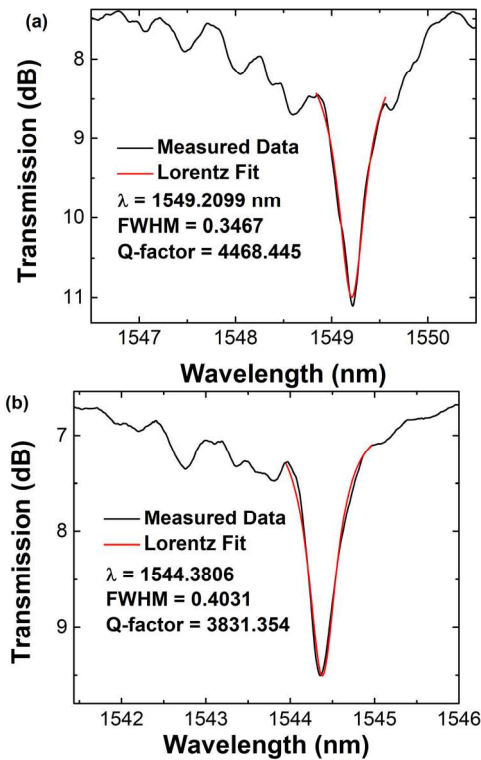 (a)
8
9
10
11
Transmission (dB)
Measured Data
Lorentz Fit
λ = 1549.2099 nm
FWHM = 0.3467
Q-factor = 4468.445
1547 1548 1549 1550
Wavelength (nm)
(b)
7
8
9
Transmission (dB)
Measured Data
Lorentz Fit
λ = 1544.3806
FWHM = 0.4031
Q-factor = 3831.354
1542 1543 1544 1545 1546
Wavelength (nm)